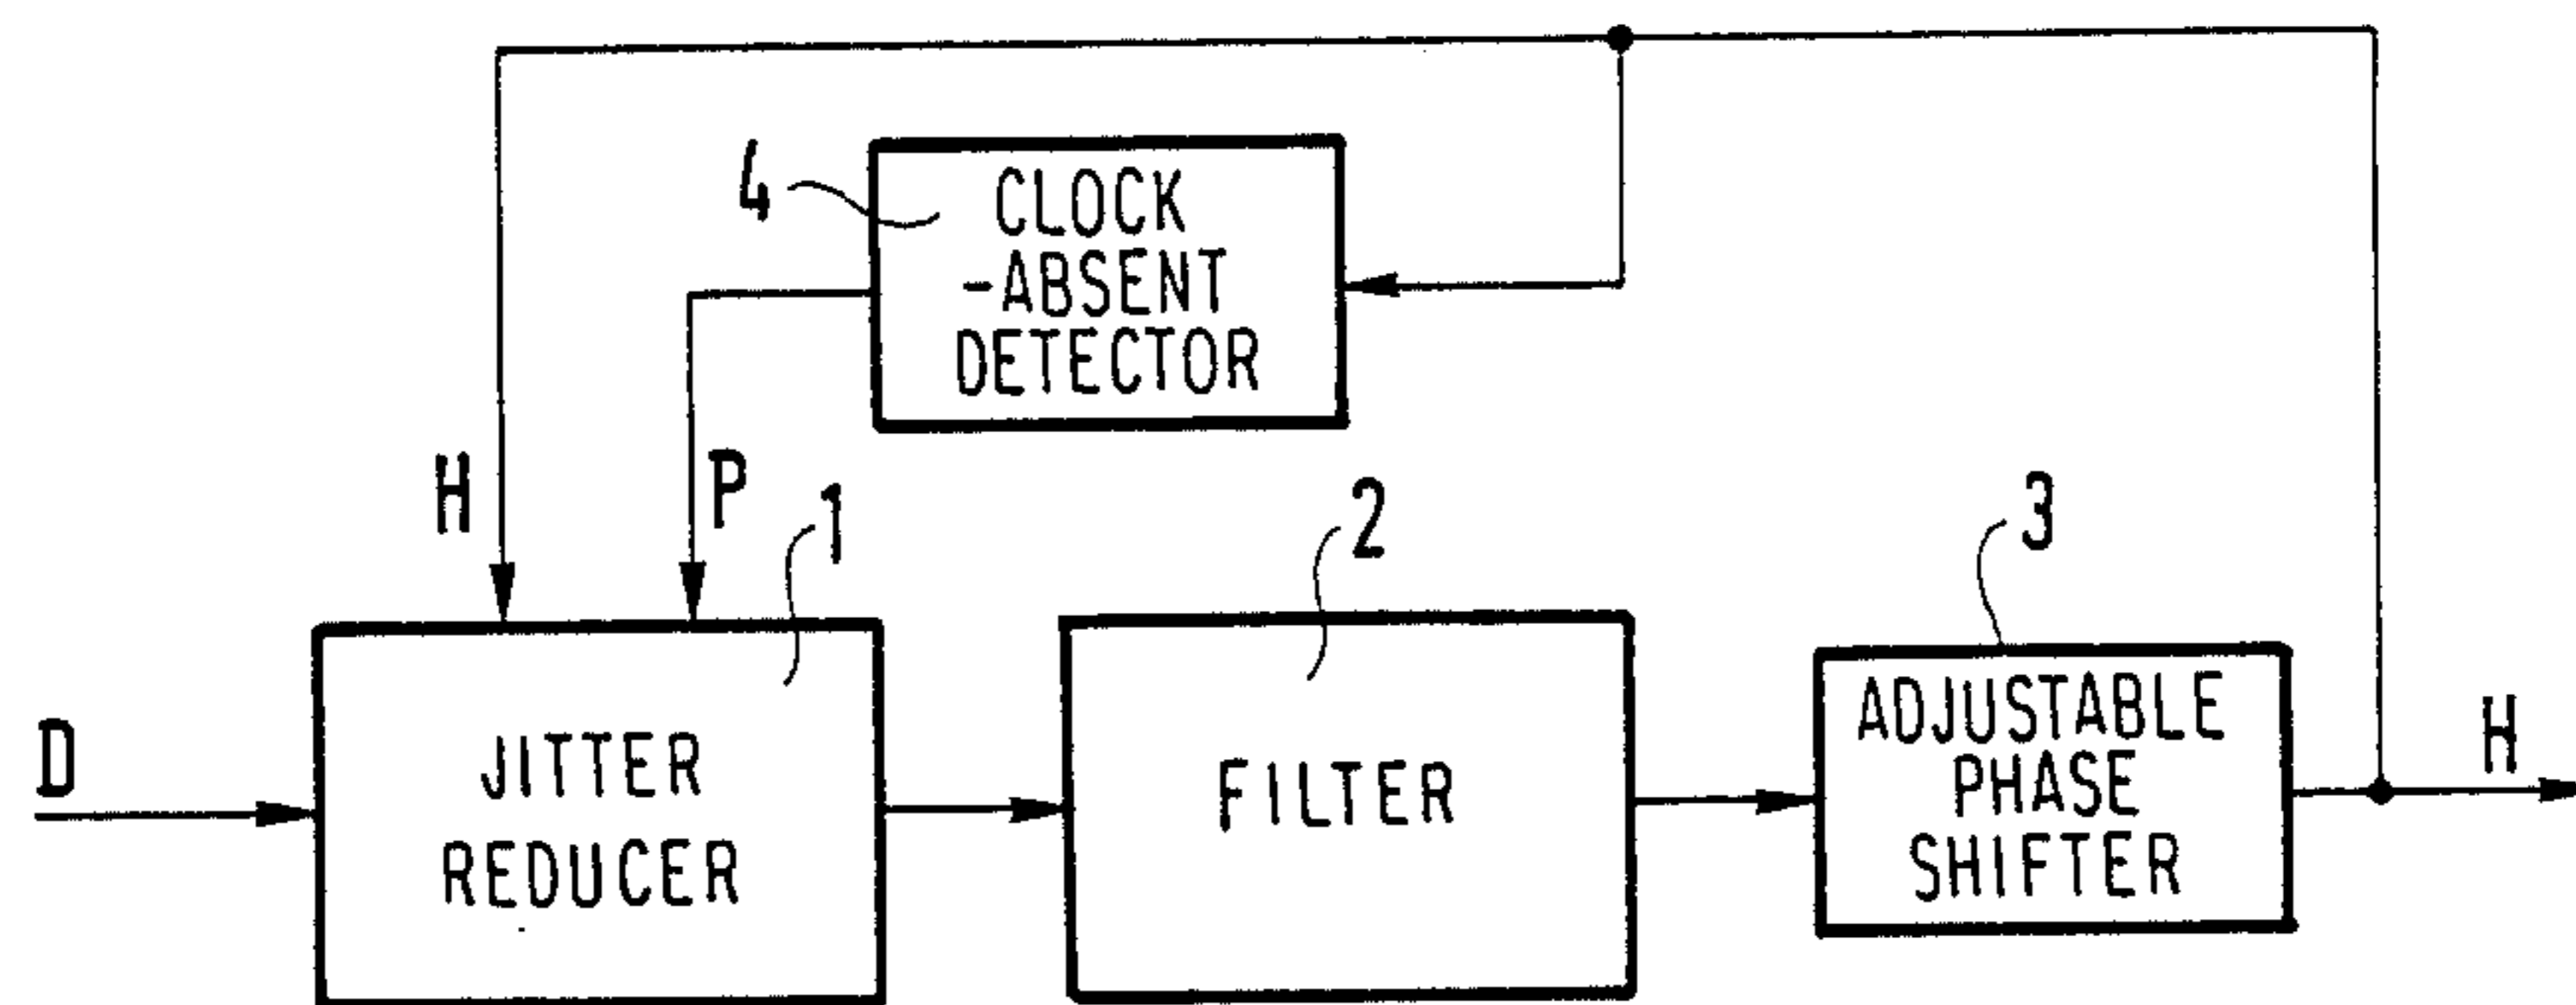 4
CLOCK
-ABSENT
DETECTOR
H
P
1
2
3
D
JITTER
REDUCER
FILTER
ADJUSTABLE
PHASE
SHIFTER
H